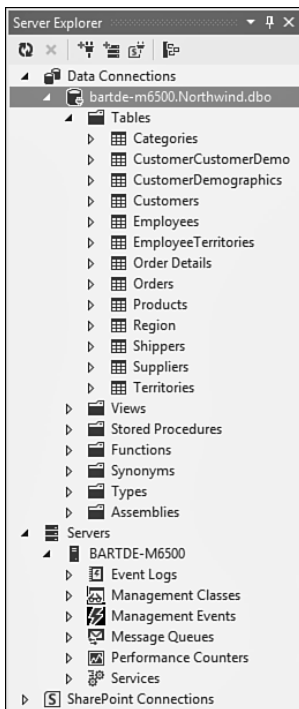 Server Explorer
Data Connections
bartde-m6500.Northwind.dbo
Tables
Categories
CustomerCustomerDemo
CustomerDemographics
Customers
Employees
EmployeeTerritories
Order Details
Orders
Products
Region
Shippers
Suppliers
Territories
Views
Stored Procedures
Functions
Synonyms
Types
Assemblies
Servers
BARTDE-M6500
Event Logs
Management Classes
Management Events
Message Queues
Performance Counters
Services
SharePoint Connections